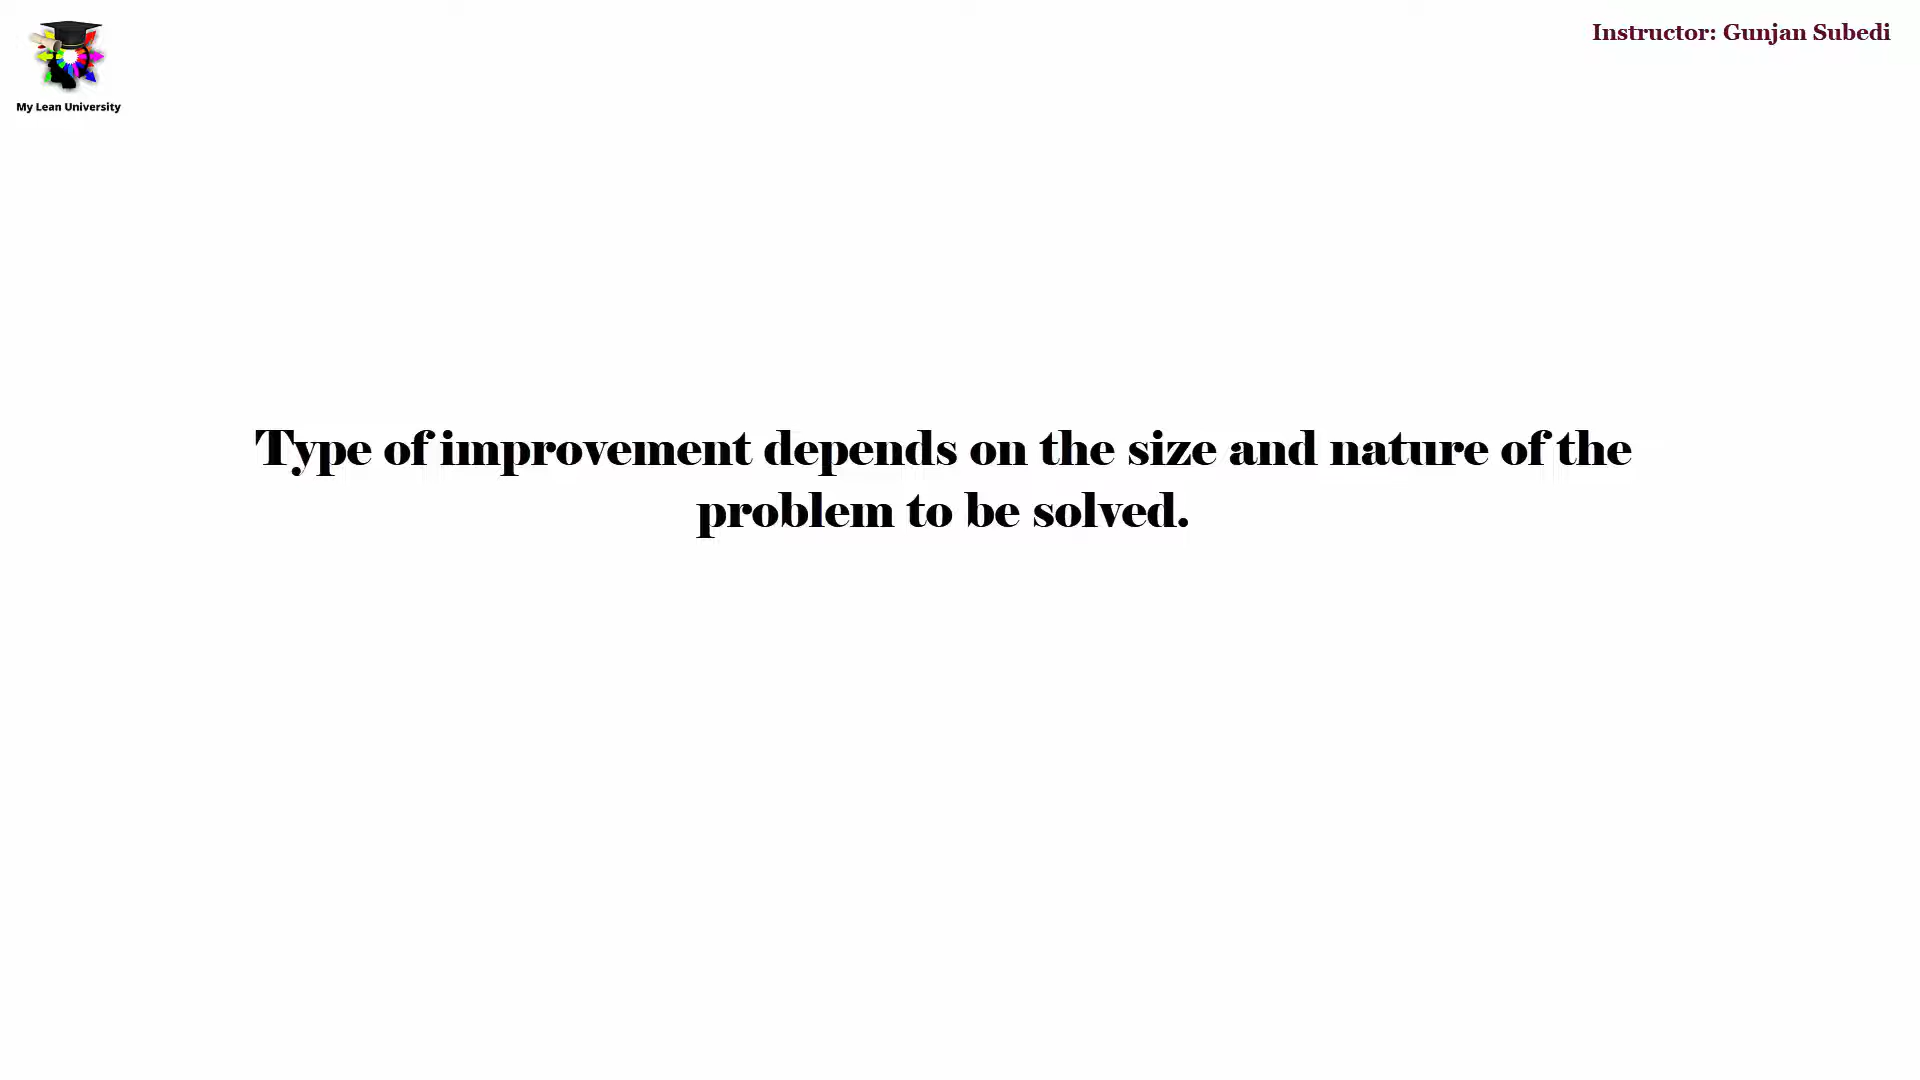 Instructor: Gunjan Subedi
My Lean University
Type of improvement depends on the size and nature of the
problem to be solved.